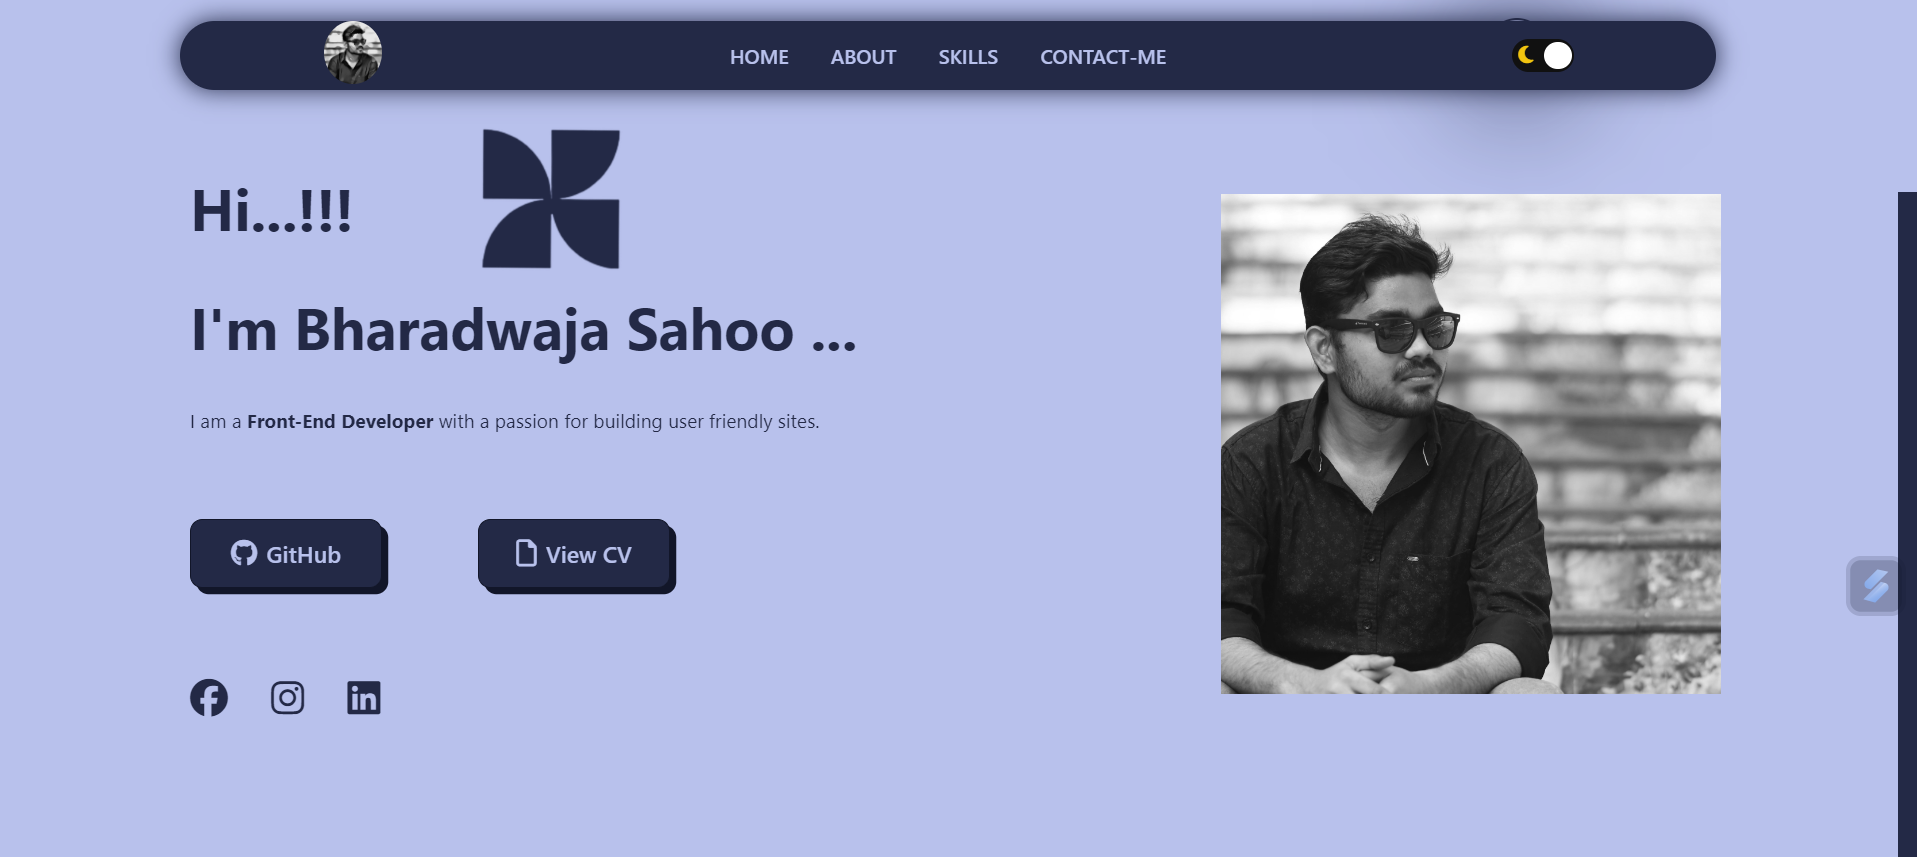 HOME ABOUT SKILLS CONTACT-ME
Hi...!!!
I'm Bharadwaja Sahoo ...
I am a Front-End Developer with a passion for building user friendly sites.
GitHub View CV